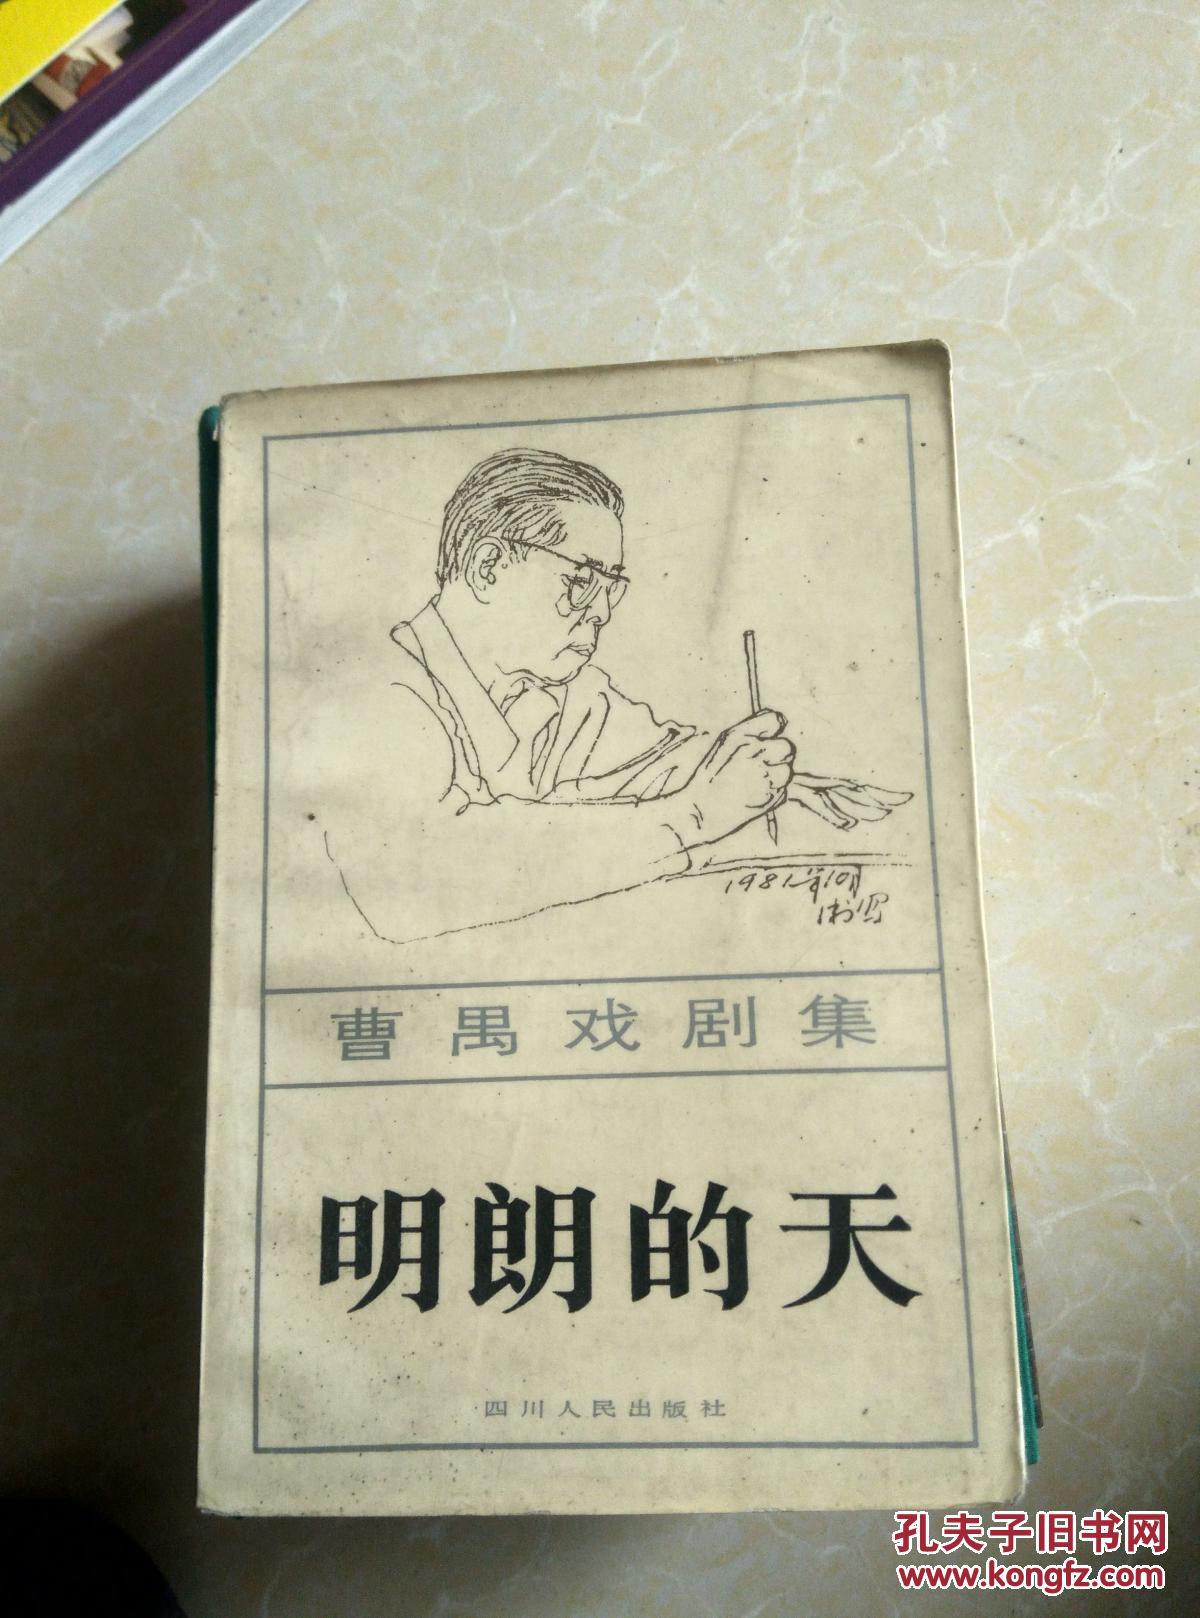 1981年10月
曹禺戏剧集
明朗的天
四川人民出版社
孔夫子旧书网
www.kongfz.com